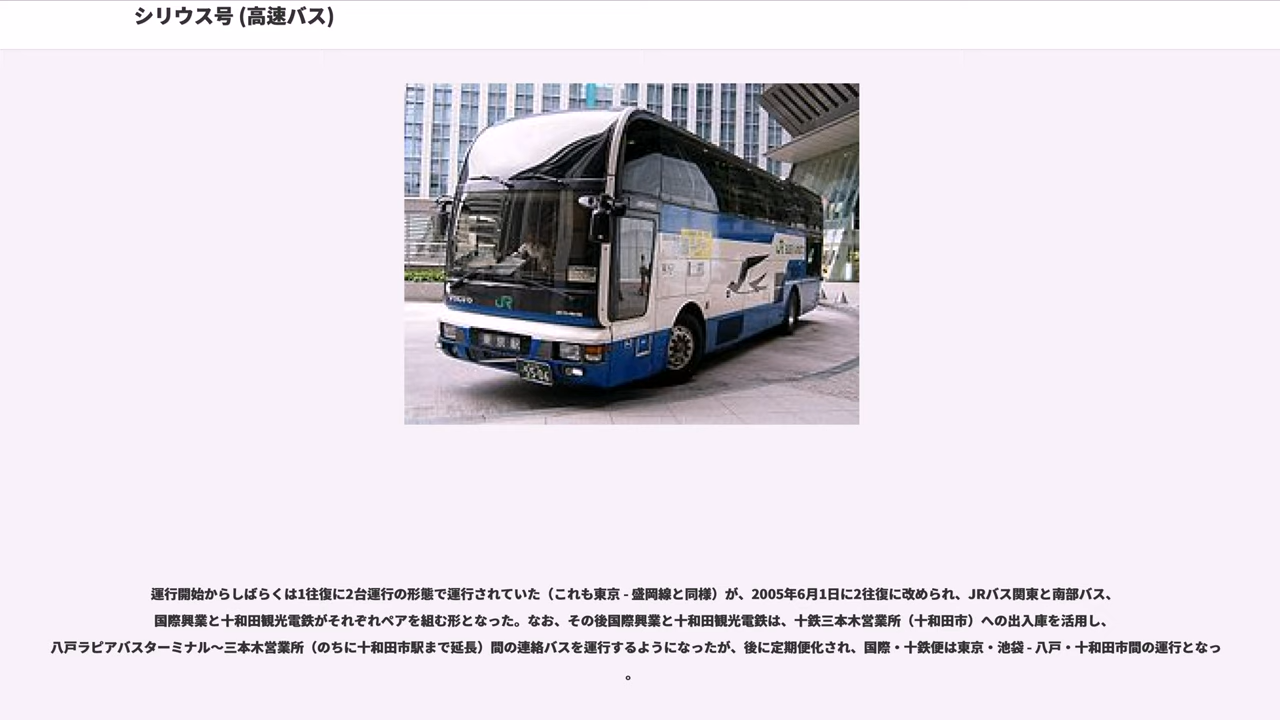 シリウス号 (高速バス)
JR
運行開始からしばらくは1往復に2台運行の形態で運行されていた（これも東京 - 盛岡線と同様）が、2005年6月1日に2往復に改められ、JRバス関東と南部バス、
国際興業と十和田観光電鉄がそれぞれペアを組む形となった。なお、その後国際興業と十和田観光電鉄は、十鉄三本木営業所（十和田市）への出入庫を活用し、
八戸ラピアバスターミナル〜三本木営業所（のちに十和田市駅まで延長）間の連絡バスを運行するようになったが、後に定期便化され、国際・十鉄便は東京・池袋 - 八戸・十和田市間の運行となっ
。